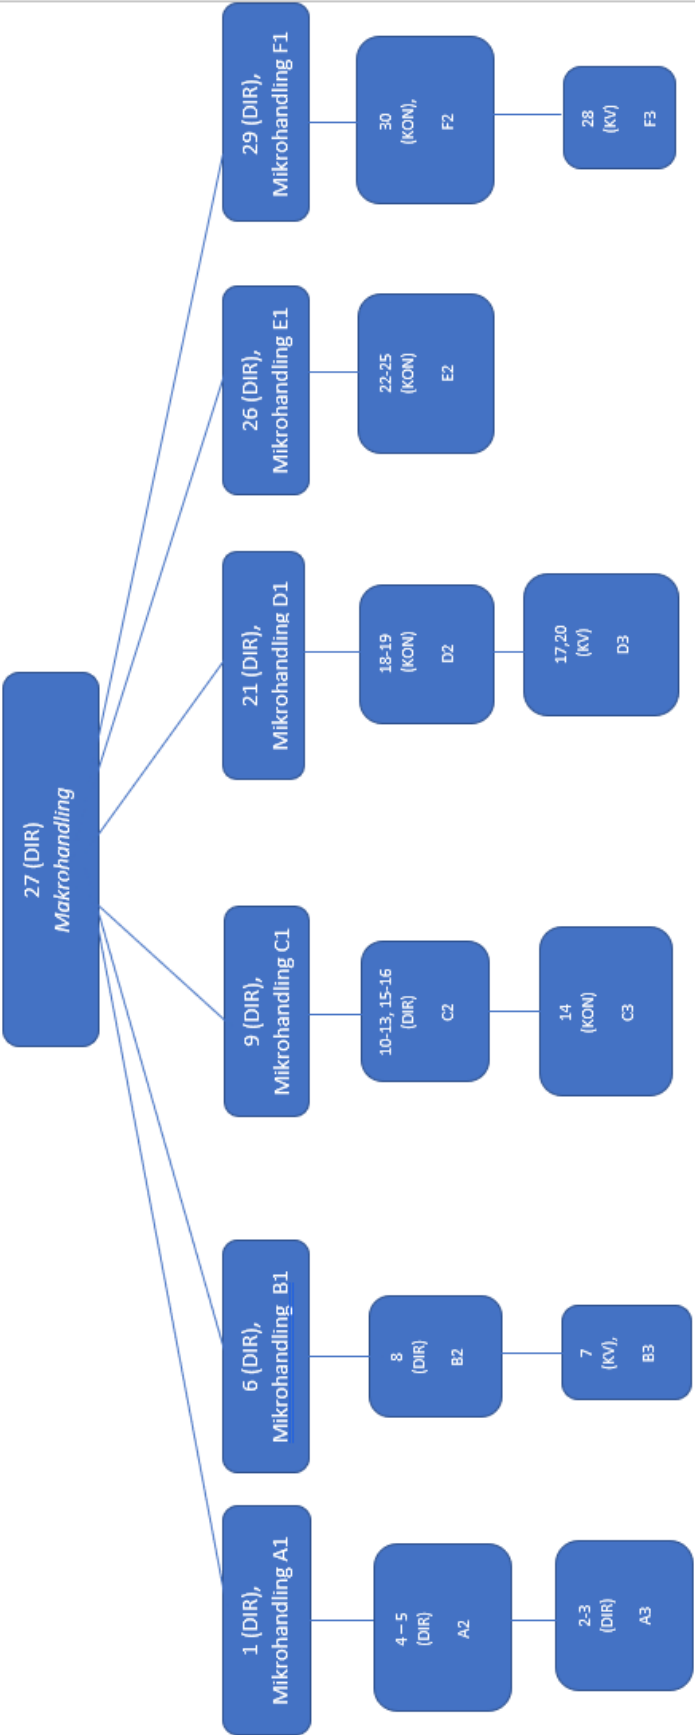 27 (DIR)
Makrohandling
1 (DIR),
Mikrohandling A1
6 (DIR),
Mikrohandling B1
9 (DIR),
Mikrohandling C1
21 (DIR),
Mikrohandling D1
26 (DIR),
Mikrohandling E1
29 (DIR),
Mikrohandling F1
4 – 5
(DIR)
A2
8
(DIR)
B2
10-13, 15-16
(DIR)
C2
18-19
(KON)
D2
22-25
(KON)
E2
30
(KON),
F2
2-3
(DIR)
A3
7
(KV),
B3
14
(KON)
C3
17,20
(KV)
D3
28
(KV)
F3